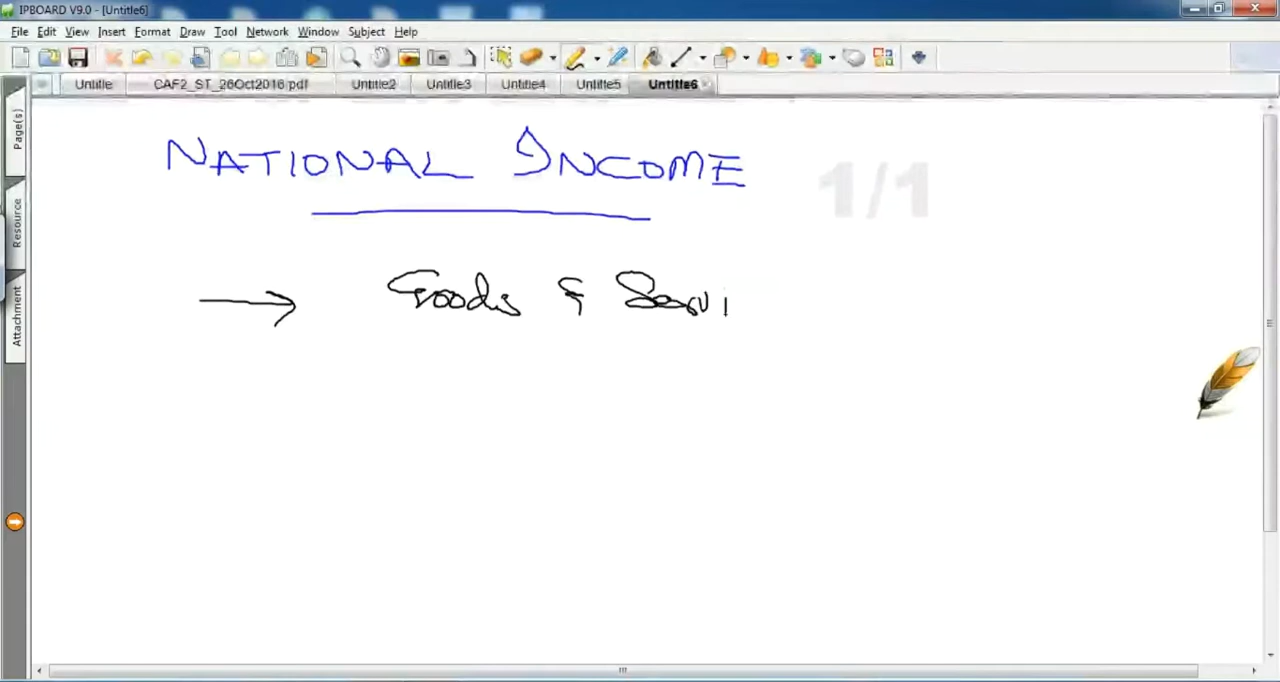 IPBOARD V9.0 - [Untitle6]
File Edit View Insert Format Draw Tool Network Window Subject Help
Untitle CAF2_ST_26Oct2016.pdf Untitle2 Untitle3 Untitle4 Untitle5 Untitle6
Page(s)
Resource
Attachment
NATIONAL INCOME
1/1
→ Goods & Servi